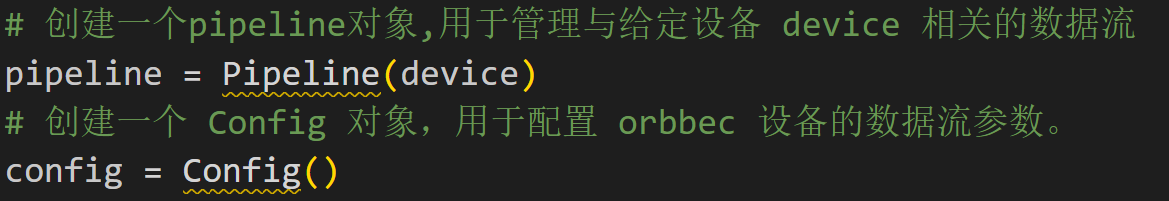 # 创建一个pipeline对象,用于管理与给定设备 device 相关的数据流
pipeline = Pipeline(device)
# 创建一个 Config 对象，用于配置 orbbec 设备的数据流参数。
config = Config()